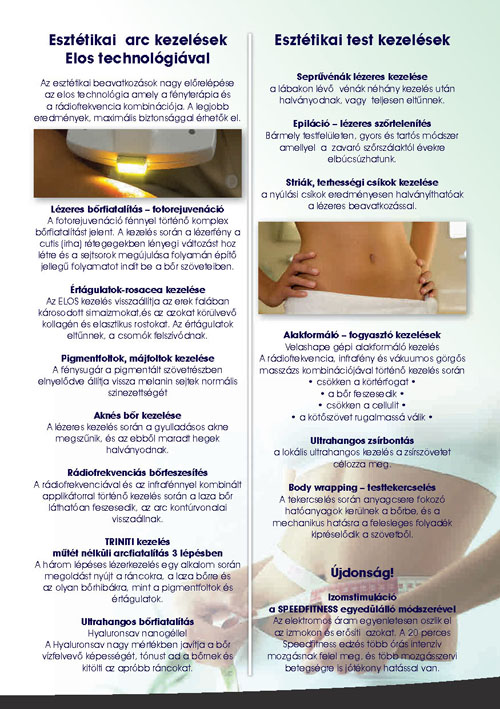 Esztétikai arc kezelések
Elos technológiával
Az esztétikai beavatkozások nagy előrelépése
az elos technológia amely a fényterápia és
a rádiofrekvencia kombinációja. A legjobb
eredmények, maximális biztonsággal érhetők el.
Lézeres bőrfiatalítás – fotorejuvenáció
A fotorejuvenáció fénnyel történő komplex
bőrfiatalítást jelent. A kezelés során a lézerfény a
cutis (irha) rétegegekben lényegi változást hoz
létre és a sejtsorok megújulása folyamán építő
jellegű folyamatot indít be a bőr szöveteiben.
Értágulatok-rosacea kezelése
Az ELOS kezelés visszaállítja az erek falában
károsodott simaizmokat,és az azokat körülvevő
kollagén és elasztikus rostokat. Az értágulatok
eltűnnek, a csomók felszívódnak.
Pigmentfoltok, májfoltok kezelése
A fénysugár a pigmentált szövetrészben
elnyelődve állítja vissza melanin sejtek normális
szinezettségét
Aknés bőr kezelése
A lézeres kezelés során a gyulladásos akne
megszűnik, és az ebből maradt hegek
halványodnak.
Rádiofrekvenciás bőrfeszesítés
A rádiofrekvenciával és az infrafénnyel kombinált
applikátorral történő kezelés során a laza bőr
láthatóan feszesedik, az arc kontúrvonalai
visszaállnak.
TRINITI kezelés
műtét nélküli arcfiatalítás 3 lépésben
A három lépéses lézerkezelés egy alkalom során
megoldást nyújt a ráncokra, a laza bőre és
az olyan bőrhibákra, mint a pigmentfoltok és
értágulatok.
Ultrahangos bőrfiatalítás
Hyaluronsav nanogéllel
A Hyaluronsav nagy mértékben javítja a bőr
vízfelvevő képességét, tónust ad a bőrnek és
kitölti az apróbb ráncokat.
Esztétikai test kezelések
Seprűvénák lézeres kezelése
a lábakon lévő vénák néhány kezelés után
halványodnak, vagy teljesen eltűnnek.
Epiláció – lézeres szőrtelenítés
Bármely testfelületen, gyors és tartós módszer
amellyel a zavaró szőrszálaktól évekre
elbúcsúzhatunk.
Striák, terhességi csíkok kezelése
a nyúlási csíkok eredményesen halványíthatóak
a lézeres beavatkozással.
Alakformáló – fogyasztó kezelések
Velashape gépi alakformáló kezelés
A rádiofrekvencia, infrafény és vákuumos görgős
masszázs kombinációjával történő kezelés során
• csökken a körtérfogat •
• a bőr feszesedik •
• csökken a cellulit •
• a kötőszövet rugalmassá válik •
Ultrahangos zsírbontás
a lokális ultrahangos kezelés a zsírszövetet
célozza meg.
Body wrapping – testtekercselés
A tekercselés során anyagcsere fokozó
hatóanyagok kerülnek a bőrbe, és a
mechanikus hatásra a felesleges folyadék
kipréselődik a szövetből.
Újdonság!
Izomstimuláció
a SPEEDFITNESS egyedülálló módszerével
Az elektromos áram egyenletesen oszlik el
az izmokon és erősíti azokat. A 20 perces
Speedfitness edzés több órás intenzív
mozgásnak felel meg, és több mozgásszervi
betegségre is jótékony hatással van.